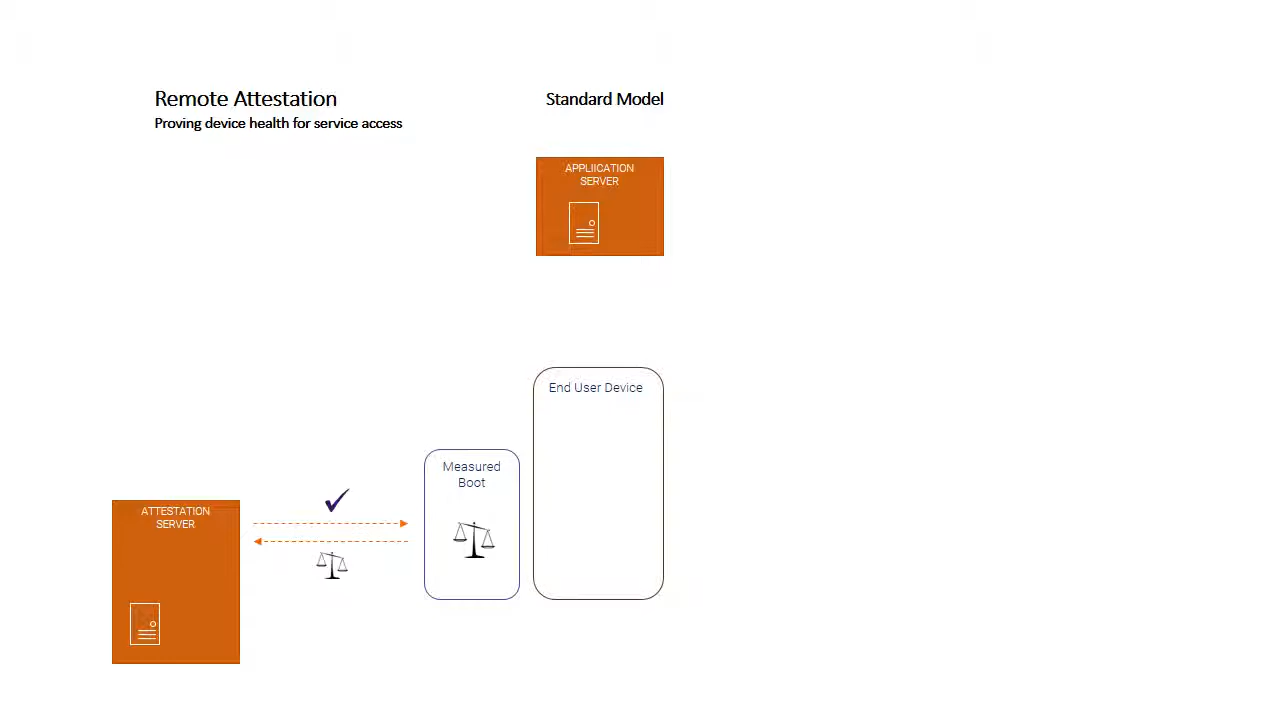 Remote Attestation
Proving device health for service access
Standard Model
APPLIICATION
SERVER
End User Device
Measured
Boot
ATTESTATION
SERVER